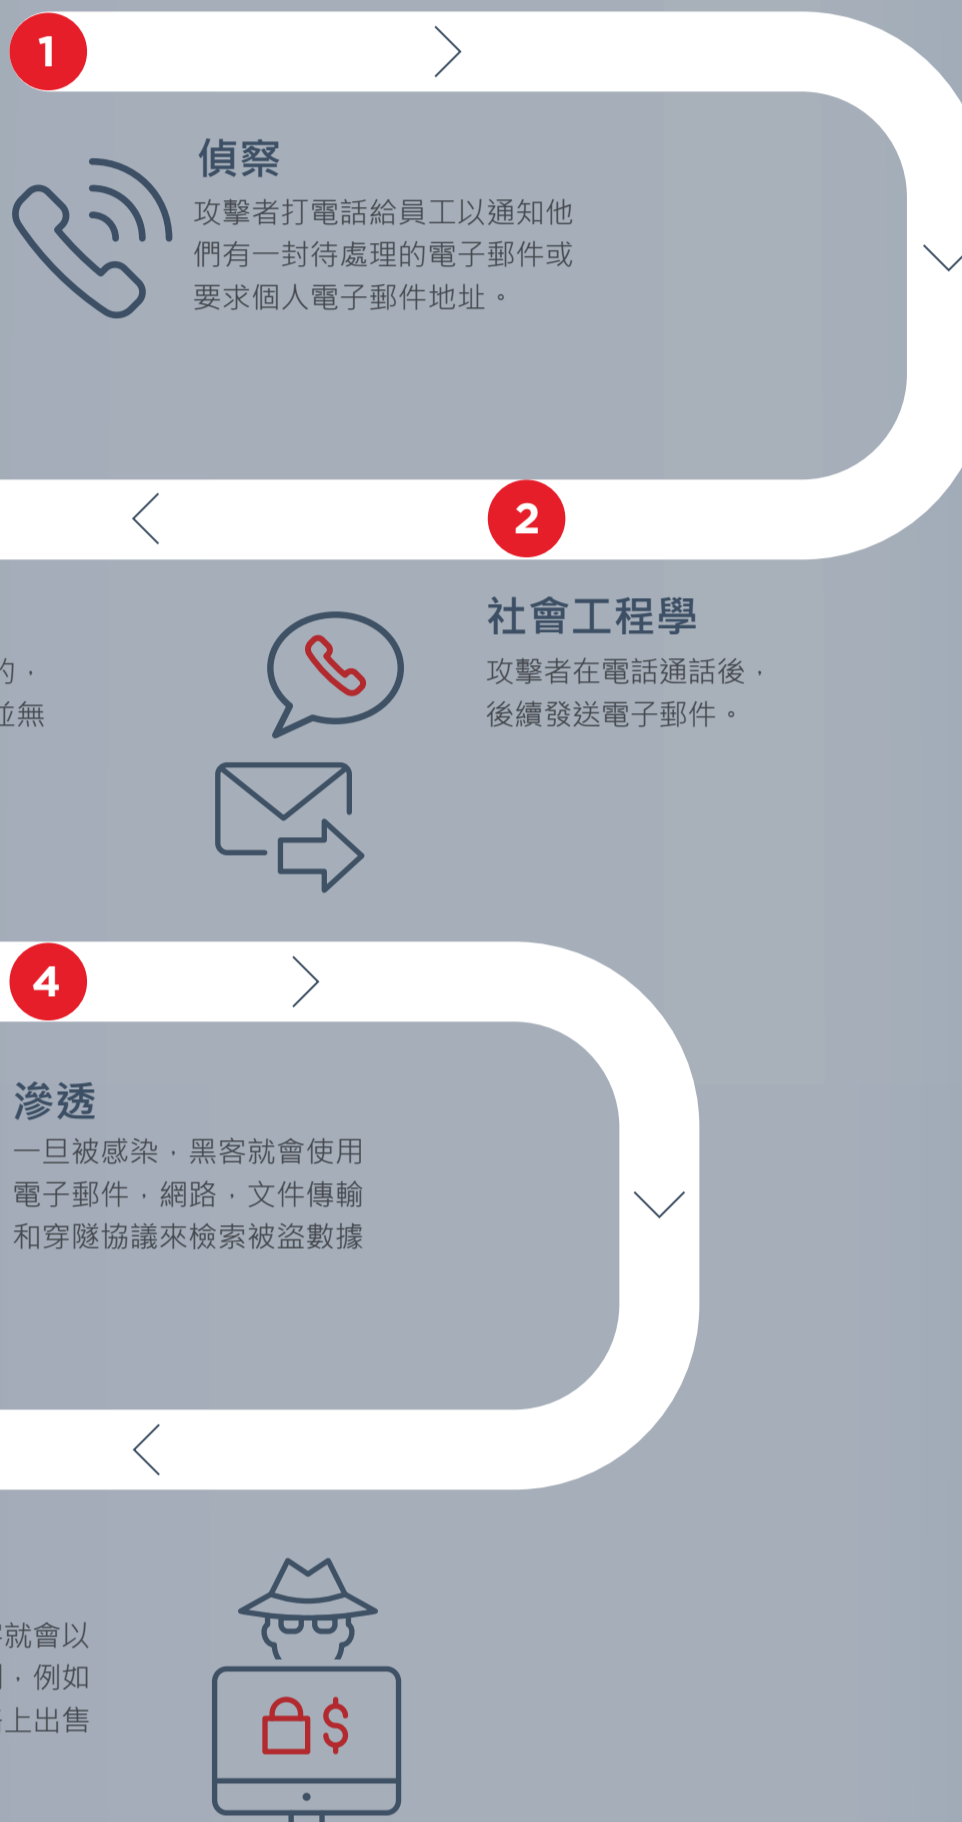 1
偵察
攻擊者打電話給員工以通知他
們有一封待處理的電子郵件或
要求個人電子郵件地址。
2
社會工程學
攻擊者在電話通話後，
後續發送電子郵件。
的，
並無
4
滲透
一旦被感染，黑客就會使用
電子郵件，網路，文件傳輸
和穿隧協議來檢索被盜數據
就會以
，例如
上出售
$